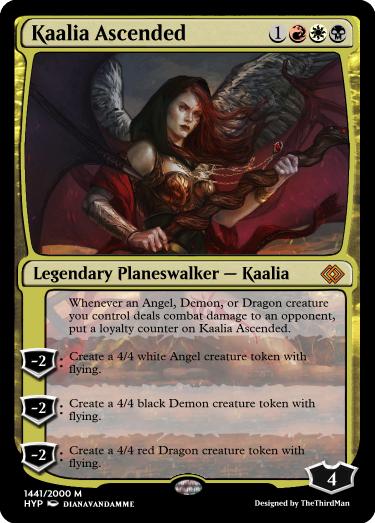 Kaalia Ascended 1
Legendary Planeswalker — Kaalia
Whenever an Angel, Demon, or Dragon creature
you control deals combat damage to an opponent,
put a loyalty counter on Kaalia Ascended.
-2: Create a 4/4 white Angel creature token with
flying.
-2: Create a 4/4 black Demon creature token with
flying.
-2: Create a 4/4 red Dragon creature token with
flying.
4
1441/2000 M
HYP DIANAVANDAMME
Designed by TheThirdMan